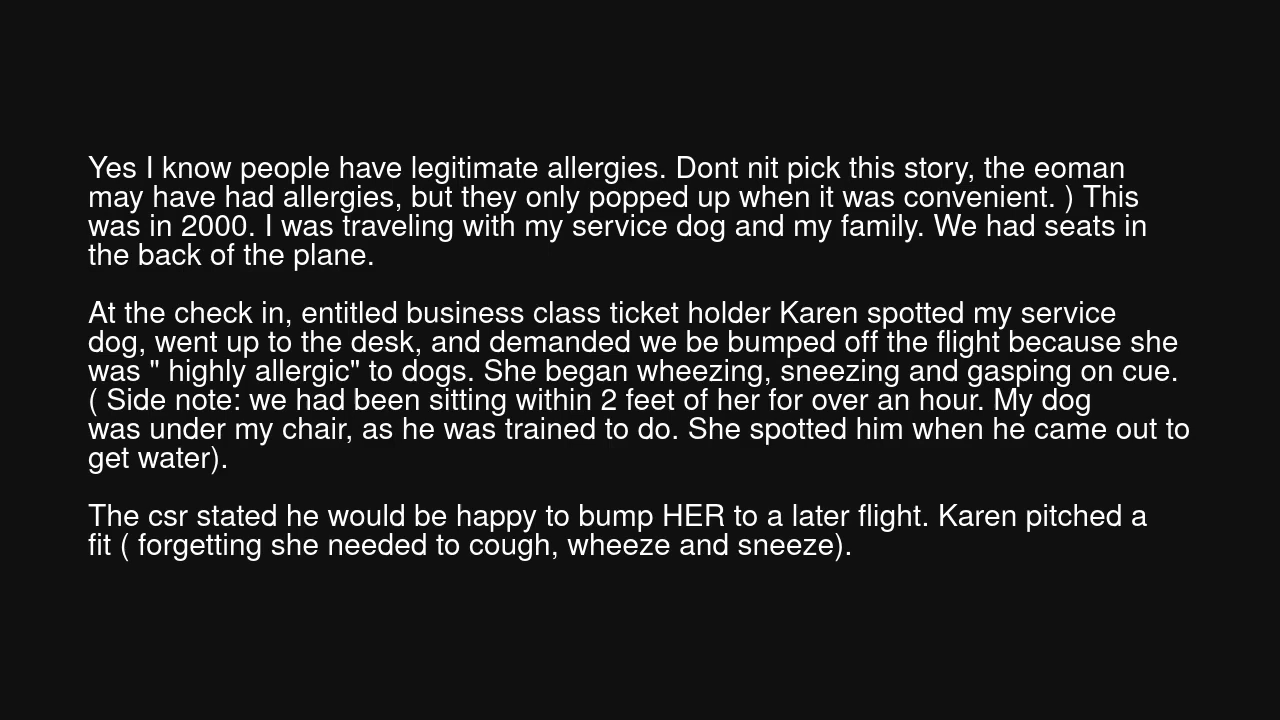 Yes I know people have legitimate allergies. Dont nit pick this story, the eoman
may have had allergies, but they only popped up when it was convenient. ) This
was in 2000. I was traveling with my service dog and my family. We had seats in
the back of the plane.
At the check in, entitled business class ticket holder Karen spotted my service
dog, went up to the desk, and demanded we be bumped off the flight because she
was " highly allergic" to dogs. She began wheezing, sneezing and gasping on cue.
( Side note: we had been sitting within 2 feet of her for over an hour. My dog
was under my chair, as he was trained to do. She spotted him when he came out to
get water).
The csr stated he would be happy to bump HER to a later flight. Karen pitched a
fit ( forgetting she needed to cough, wheeze and sneeze).